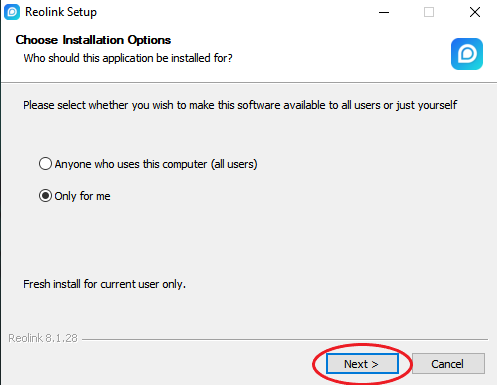 Reolink Setup
Choose Installation Options
Who should this application be installed for?
Please select whether you wish to make this software available to all users or just yourself
Anyone who uses this computer (all users)
Only for me
Fresh install for current user only.
Reolink 8.1.28
Next >
Cancel